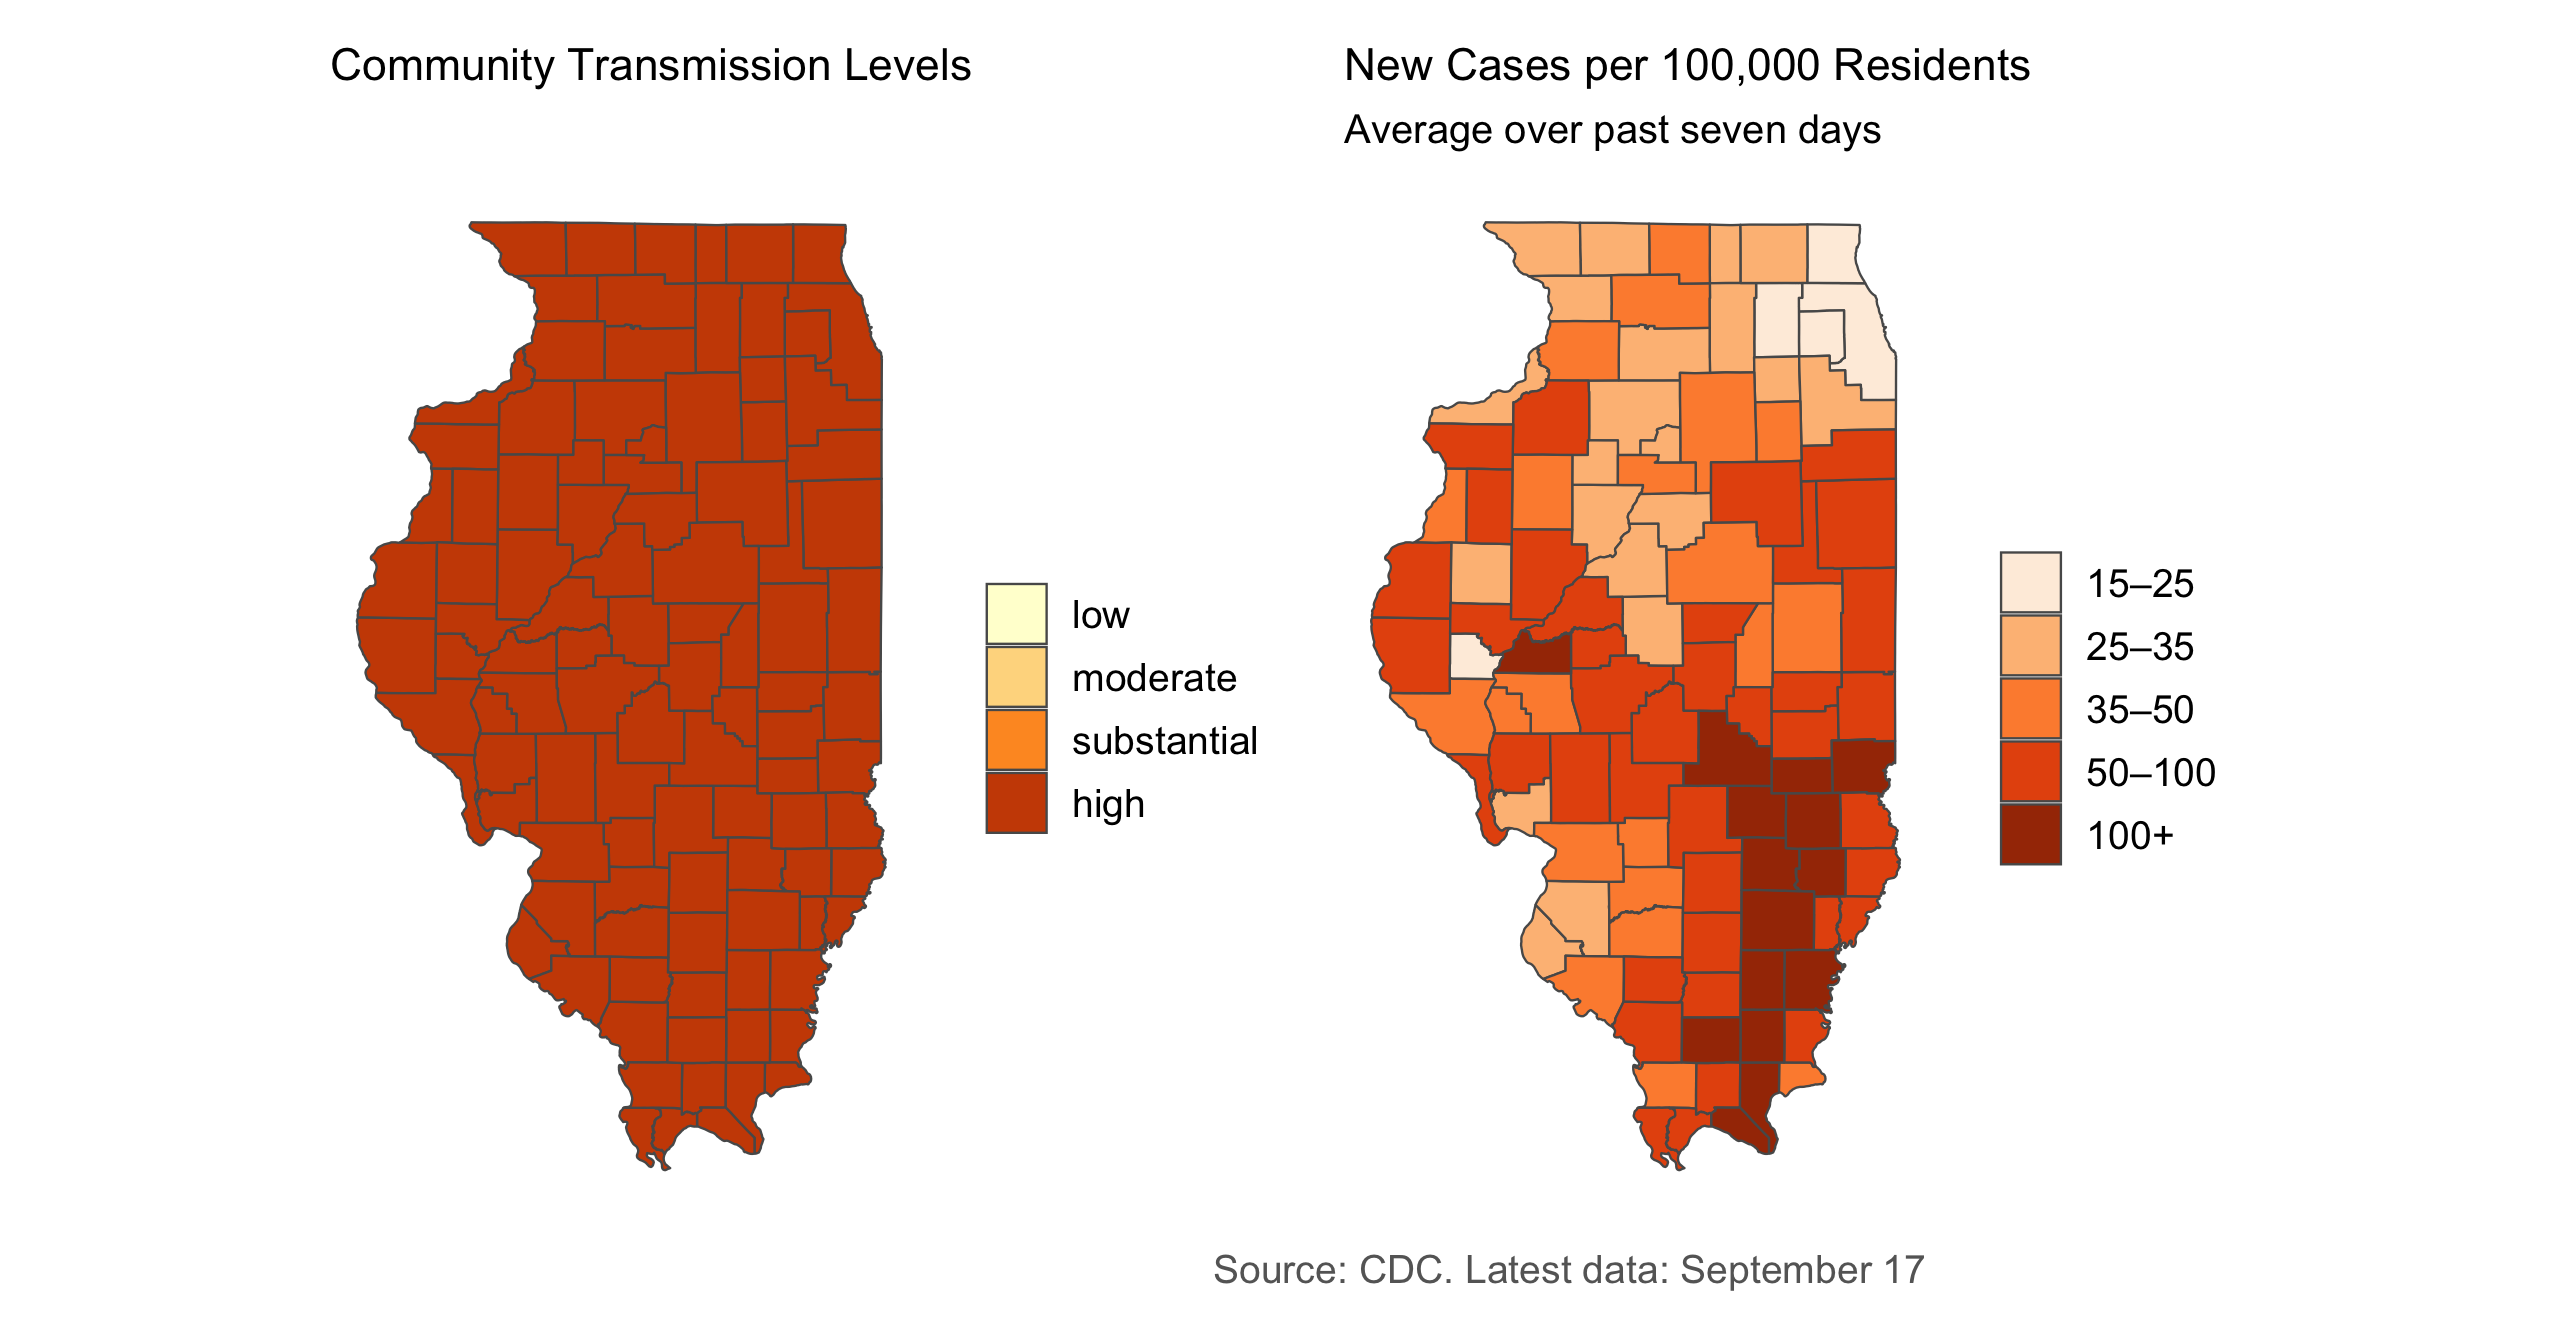 Community Transmission Levels
low
moderate
substantial
high
New Cases per 100,000 Residents
Average over past seven days
15–25
25–35
35–50
50–100
100+
Source: CDC. Latest data: September 17